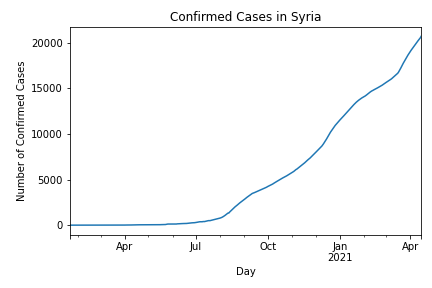 Confirmed Cases in Syria
Number of Confirmed Cases
20000
15000
10000
5000
0
Apr
Jul
Oct
Jan
2021
Apr
Day